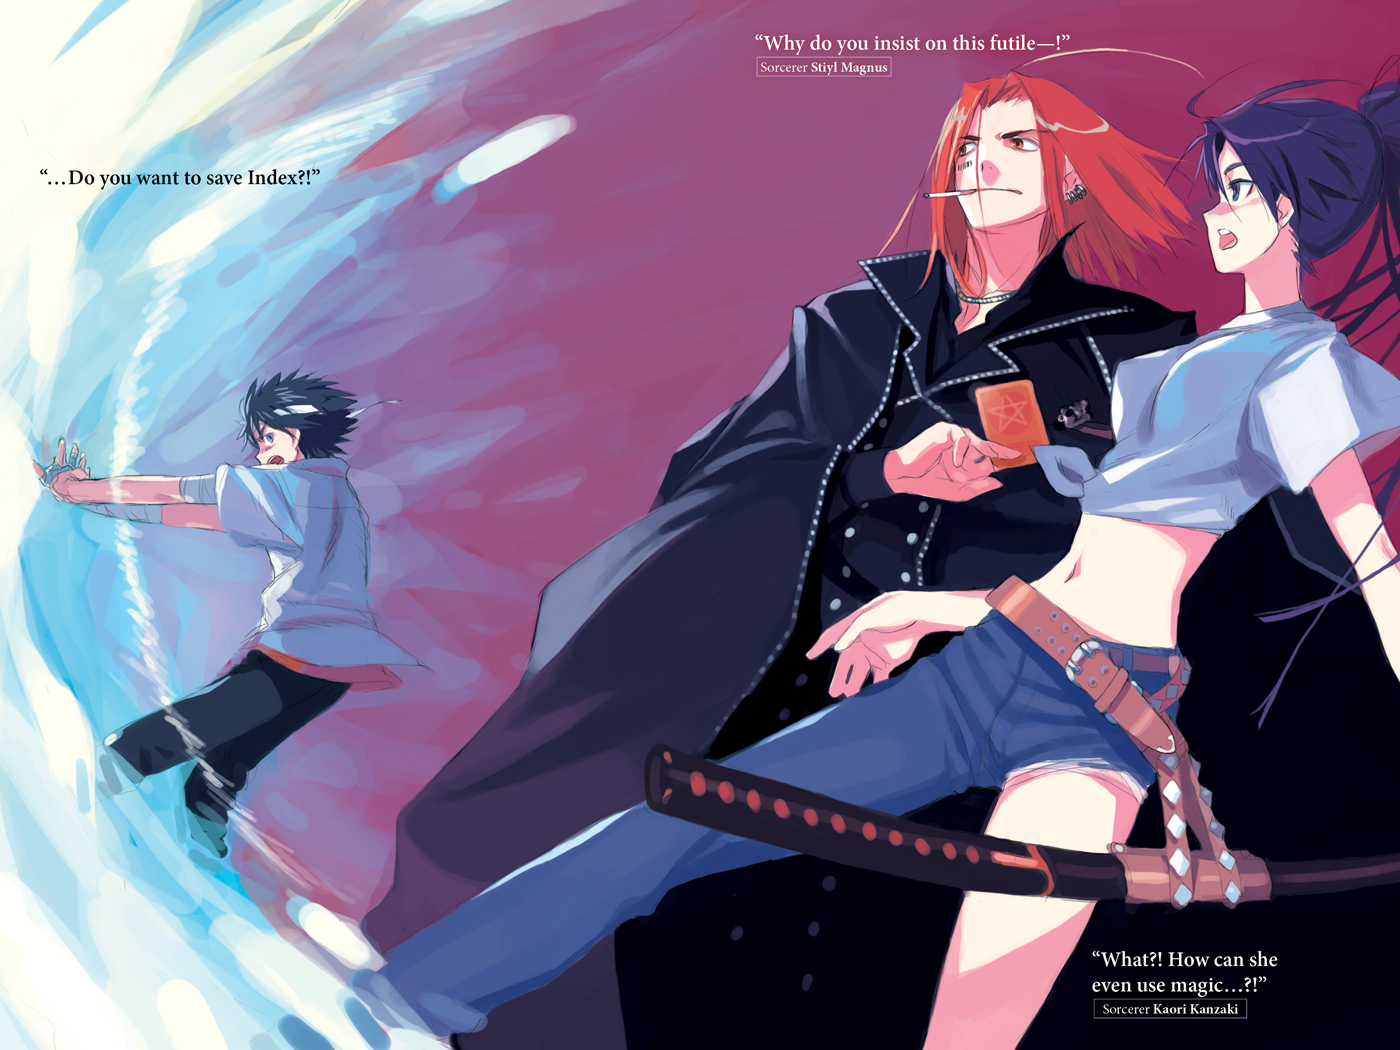 “Why do you insist on this futile—!”
Sorcerer Stiyl Magnus
“…Do you want to save Index?!”
“What?! How can she
even use magic…?!”
Sorcerer Kaori Kanzaki